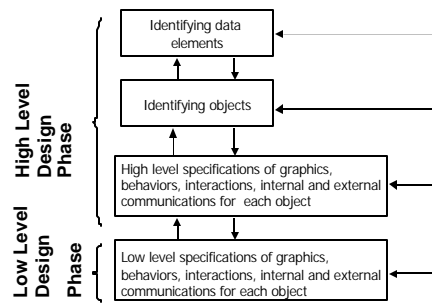 Identifying data
elements
Identifying objects
High level specifications of graphics,
behaviors, interactions, internal and external
communications for each object
Low level specifications of graphics,
behaviors, interactions, internal and external
communications for each object
High Level
Design
Phase
Low Level
Design
Phase